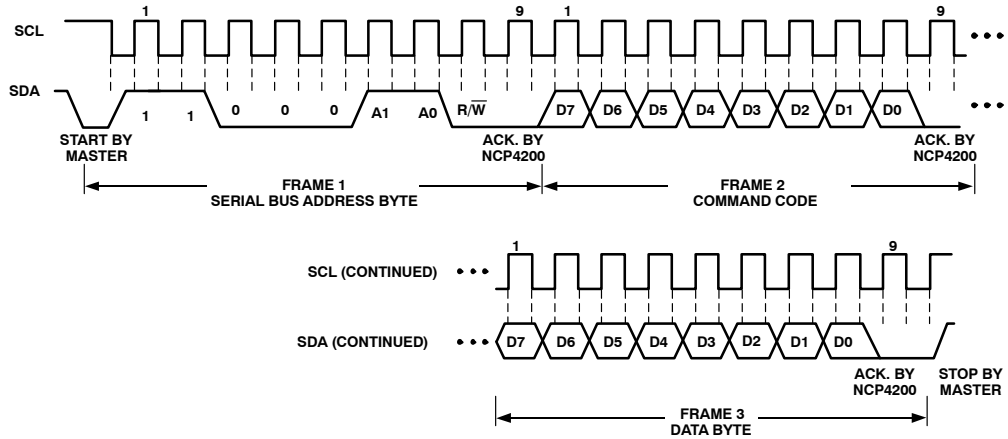 1 9 1 9
SCL
SDA
1 1 0 0 0 A1 A0 R/W D7 D6 D5 D4 D3 D2 D1 D0
START BY
MASTER
ACK. BY
NCP4200
ACK. BY
NCP4200
FRAME 1
SERIAL BUS ADDRESS BYTE
FRAME 2
COMMAND CODE
1 9
SCL (CONTINUED)
SDA (CONTINUED)
D7 D6 D5 D4 D3 D2 D1 D0
ACK. BY
NCP4200
STOP BY
MASTER
FRAME 3
DATA BYTE